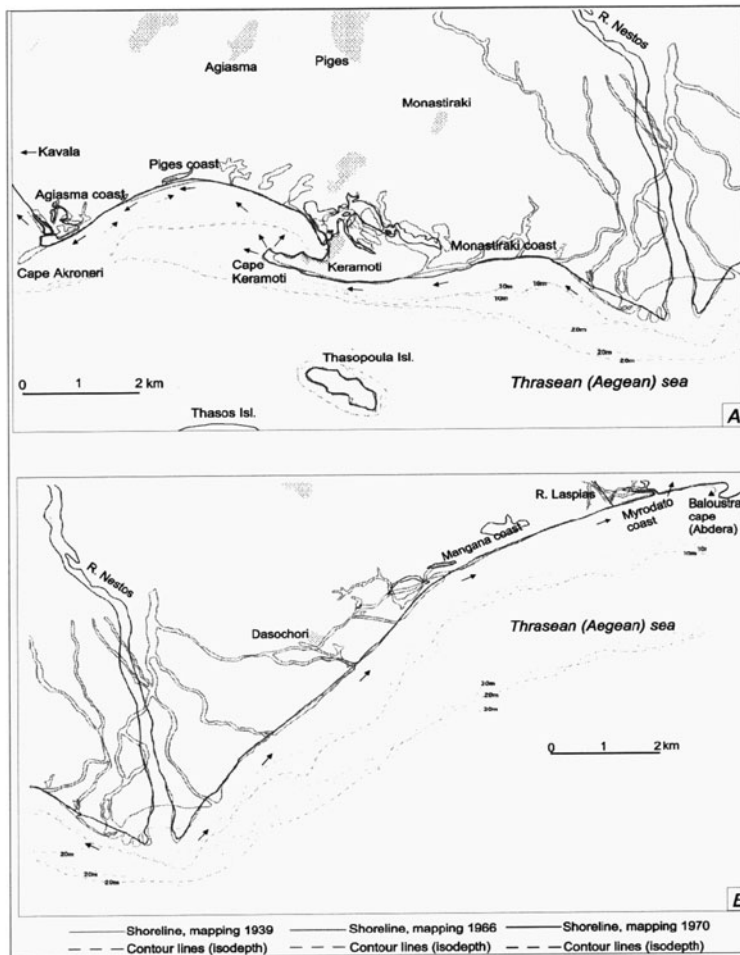 R. Nestos
Agiasma
Piges
Monastiraki
Kavala
Piges coast
Agiasma coast
Monastiraki coast
Cape Akroneri
Cape
Keramoti
Keramoti
10m
10m
10m
20m
20m
20m
Thasopoula Isl.
0 1 2 km
Thrasean (Aegean) sea
Thasos Isl.
A
R. Laspias
Myrodato
coast
Baloustra
cape
(Abdera)
Mangana coast
R. Nestos
10m
Dasochori
Thrasean (Aegean) sea
20m
0 1 2 km
20m
20m
20m
Shoreline, mapping 1939 Shoreline, mapping 1966 Shoreline, mapping 1970
Contour lines (isodepth) Contour lines (isodepth) Contour lines (isodepth)